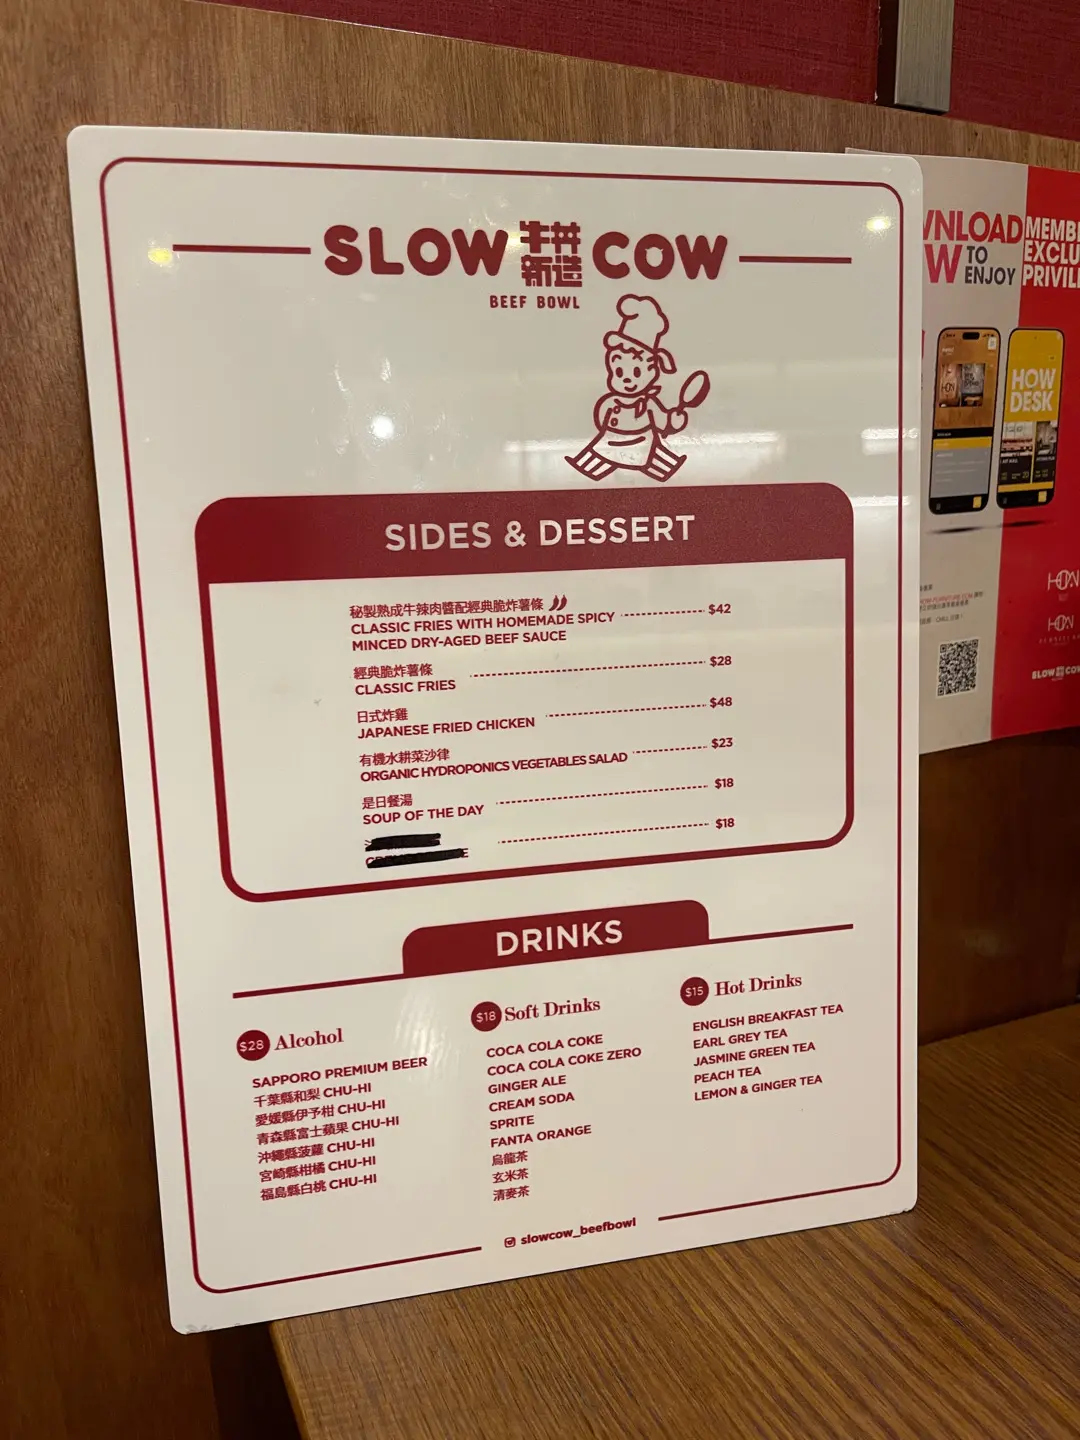 SLOW 牛丼 新造 COW
BEEF BOWL
SIDES & DESSERT
秘製熟成牛辣肉醬配經典脆炸薯條
CLASSIC FRIES WITH HOMEMADE SPICY $42
MINCED DRY-AGED BEEF SAUCE
經典脆炸薯條
CLASSIC FRIES $28
日式炸雞
JAPANESE FRIED CHICKEN $48
有機水耕菜沙律
ORGANIC HYDROPONICS VEGETABLES SALAD $23
是日餐湯
SOUP OF THE DAY $18
$18
DRINKS
$28 Alcohol
SAPPORO PREMIUM BEER
千葉縣和梨 CHU-HI
愛媛縣伊予柑 CHU-HI
青森縣富士蘋果 CHU-HI
沖繩縣菠蘿 CHU-HI
宮崎縣柑橘 CHU-HI
福島縣白桃 CHU-HI
$18 Soft Drinks
COCA COLA COKE
COCA COLA COKE ZERO
GINGER ALE
CREAM SODA
SPRITE
FANTA ORANGE
烏龍茶
玄米茶
清麥茶
$15 Hot Drinks
ENGLISH BREAKFAST TEA
EARL GREY TEA
JASMINE GREEN TEA
PEACH TEA
LEMON & GINGER TEA
slowcow_beefbowl
TO
ENJOY
HOW
DESK
SLOW